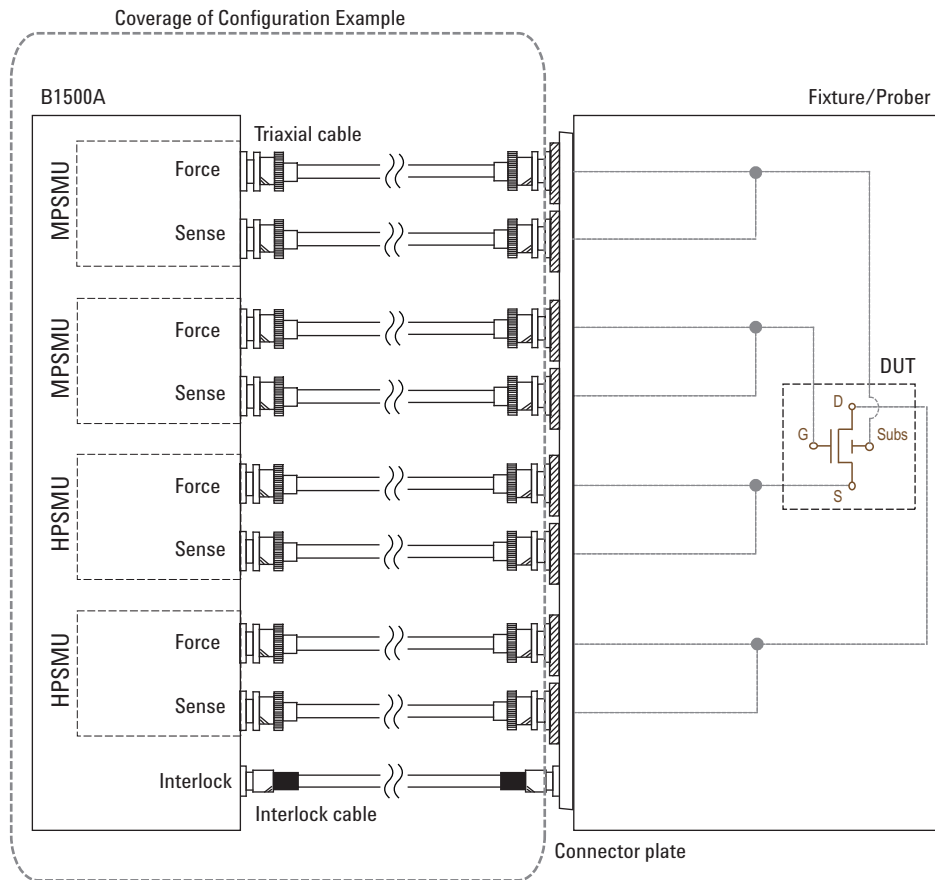 Coverage of Configuration Example
B1500A
Fixture/Prober
Triaxial cable
MPSMU
Force
Sense
MPSMU
Force
Sense
DUT
D
G
Subs
S
HPSMU
Force
Sense
HPSMU
Force
Sense
Interlock
Interlock cable
Connector plate